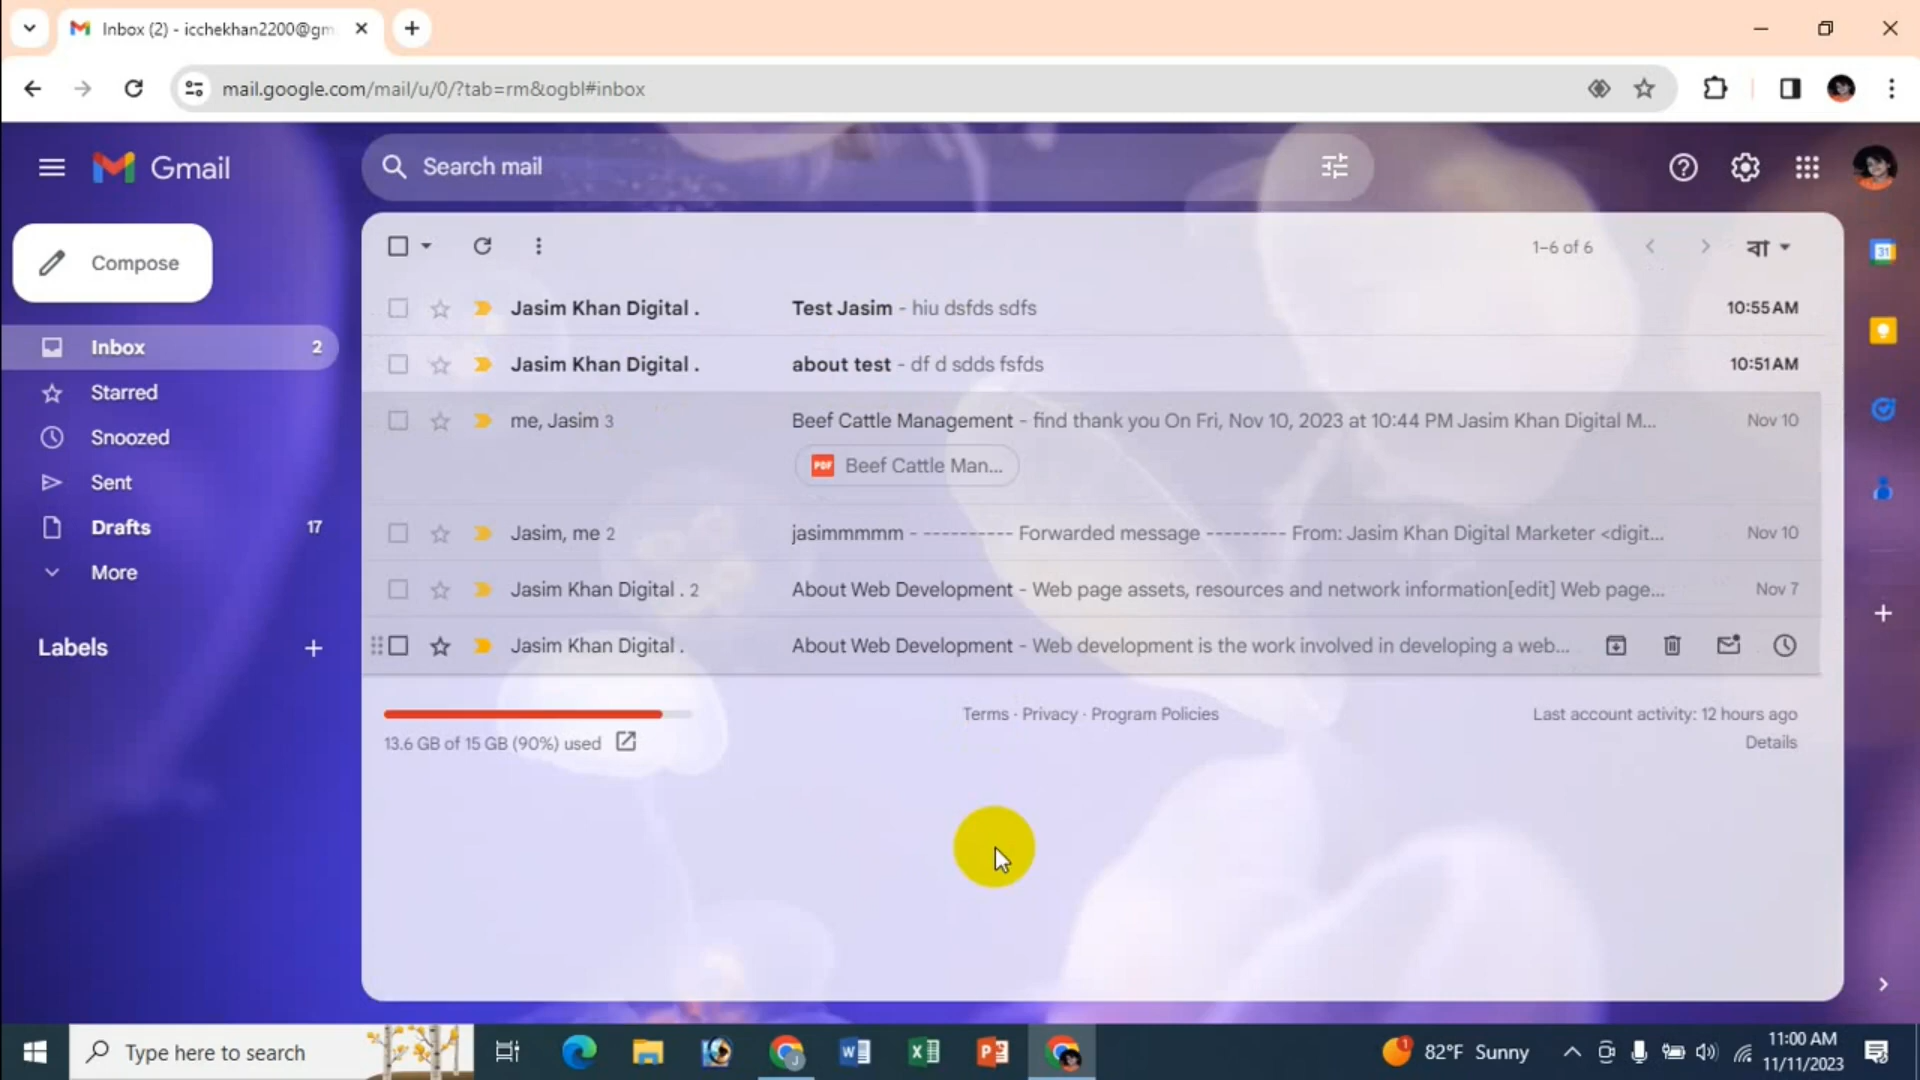 Inbox (2) - icchekhan2200@gm
mail.google.com/mail/u/0/?tab=rm&ogbl#inbox
Gmail
Search mail
Compose
1–6 of 6
বা
Jasim Khan Digital . Test Jasim - hiu dsfds sdfs 10:55 AM
Inbox 2
Jasim Khan Digital . about test - df d sdds fsfds 10:51 AM
Starred
me, Jasim 3 Beef Cattle Management - find thank you On Fri, Nov 10, 2023 at 10:44 PM Jasim Khan Digital M... Nov 10
Snoozed
PDF Beef Cattle Man...
Sent
Drafts 17
Jasim, me 2 jasimmmmm - ---------- Forwarded message --------- From: Jasim Khan Digital Marketer <digit... Nov 10
More
Jasim Khan Digital . 2 About Web Development - Web page assets, resources and network information[edit] Web page... Nov 7
Labels
Jasim Khan Digital . About Web Development - Web development is the work involved in developing a web...
Terms · Privacy · Program Policies
Last account activity: 12 hours ago
13.6 GB of 15 GB (90%) used
Details
31
Type here to search
82°F Sunny
11:00 AM
11/11/2023